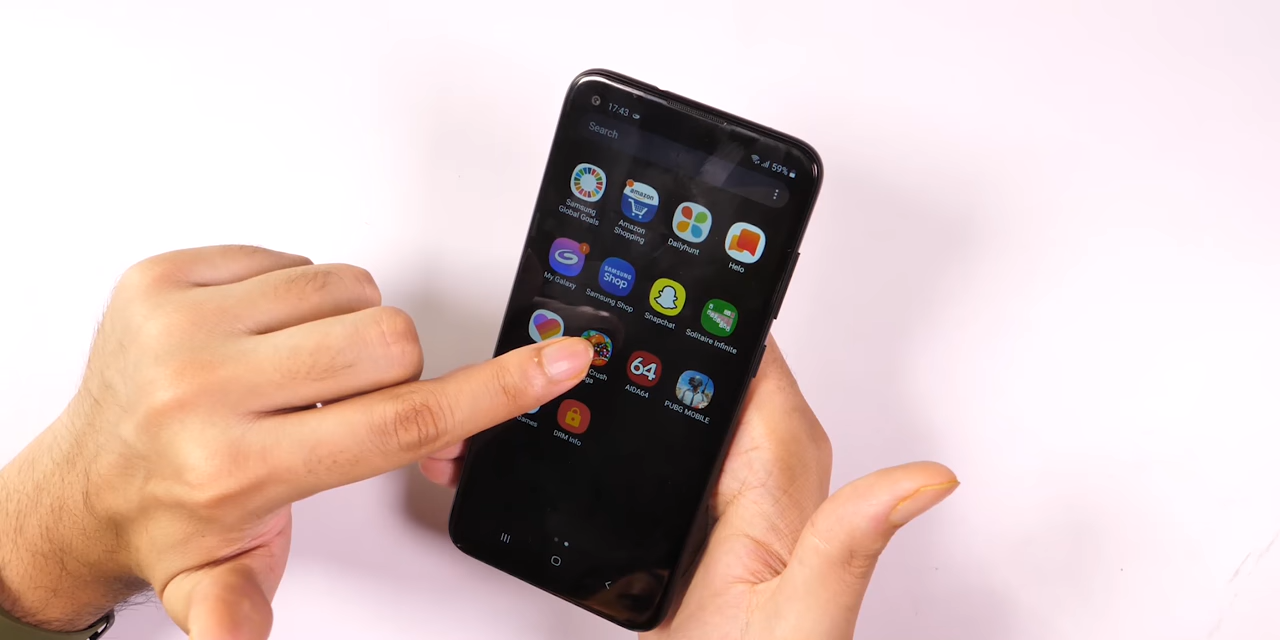 17:43
59%
Search
Samsung
Global Goals
amazon
Amazon
Shopping
Dailyhunt
Helo
My Galaxy
SAMSUNG
Shop
Samsung Shop
Snapchat
Solitaire Infinite
Crush
64
AIDA64
PUBG MOBILE
Games
DRM Info